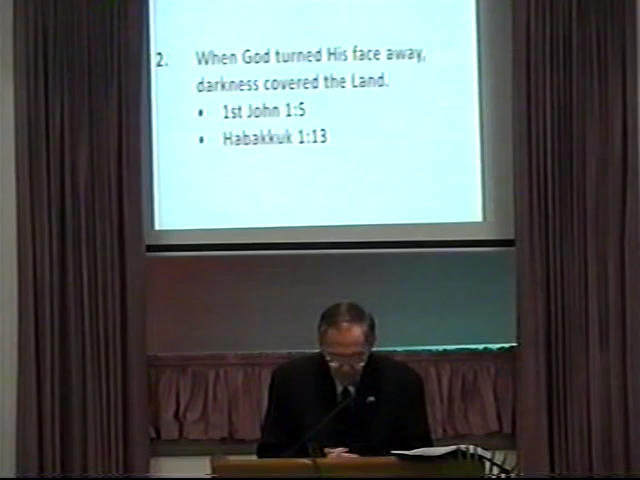 2. When God turned His face away,
darkness covered the Land.
• 1st John 1:5
• Habakkuk 1:13